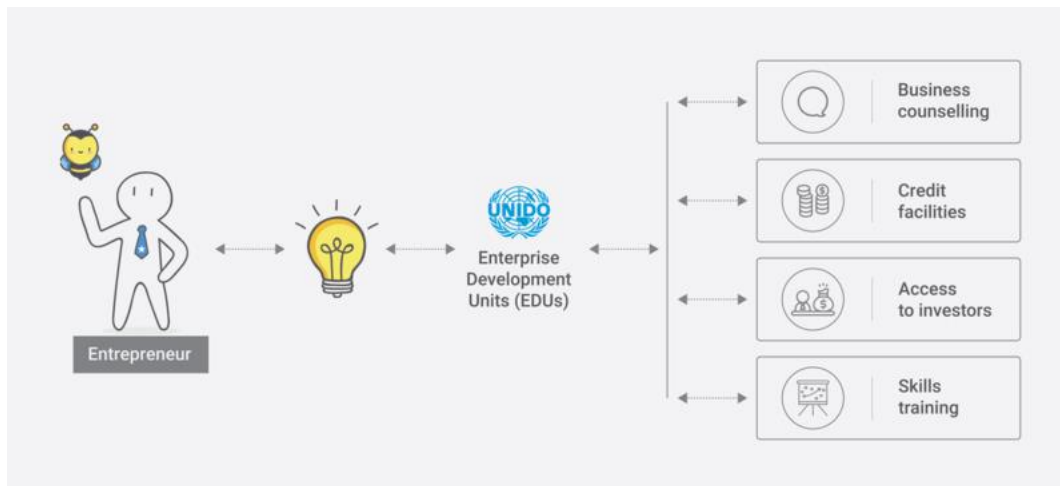 Business
counselling
Credit
facilities
UNIDO
Enterprise
Development
Units (EDUs)
Access
to investors
Entrepreneur
Skills
training